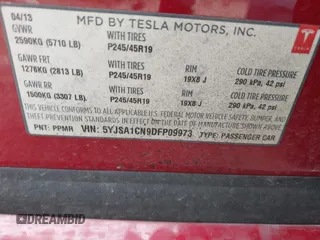 04/13 MFD BY TESLA MOTORS, INC.
GVWR
2590KG (5710 LB) WITH TIRES P245/45R19
GAWR FRT WITH TIRES RIM COLD TIRE PRESSURE
1276KG (2813 LB) P245/45R19 19X8 J 290 kPa, 42 psi
GAWR RR WITH TIRES RIM COLD TIRE PRESSURE
1500KG (3307 LB) P245/45R19 19X8 J 290 kPa, 42 psi
THIS VEHICLE CONFORMS TO ALL APPLICABLE
FEDERAL MOTOR VEHICLE SAFETY, BUMPER,
AND THEFT PREVENTION STANDARDS IN EFFECT
ON THE DATE OF MANUFACTURE SHOWN ABOVE.
PNT: PPMR VIN: 5YJSA1CN9DFP09973 TYPE: PASSENGER CAR
TESLA
DREAMBID